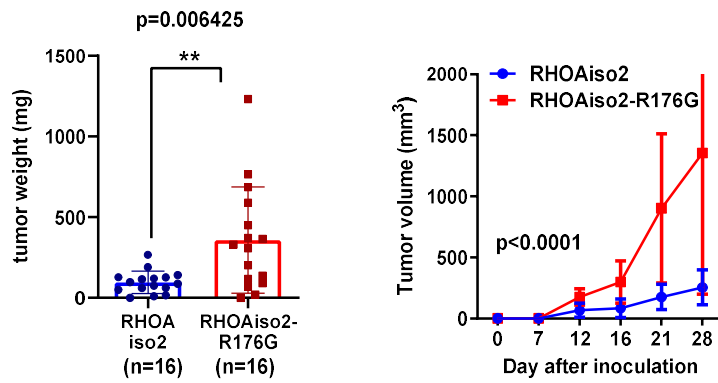 p=0.006425
**
1500
1000
500
0
tumor weight (mg)
RHOA
iso2
(n=16)
RHOAiso2-
R176G
(n=16)
RHOAiso2
RHOAiso2-R176G
2000
1500
1000
500
0
Tumor volume (mm³)
p<0.0001
0 7 12 16 21 28
Day after inoculation